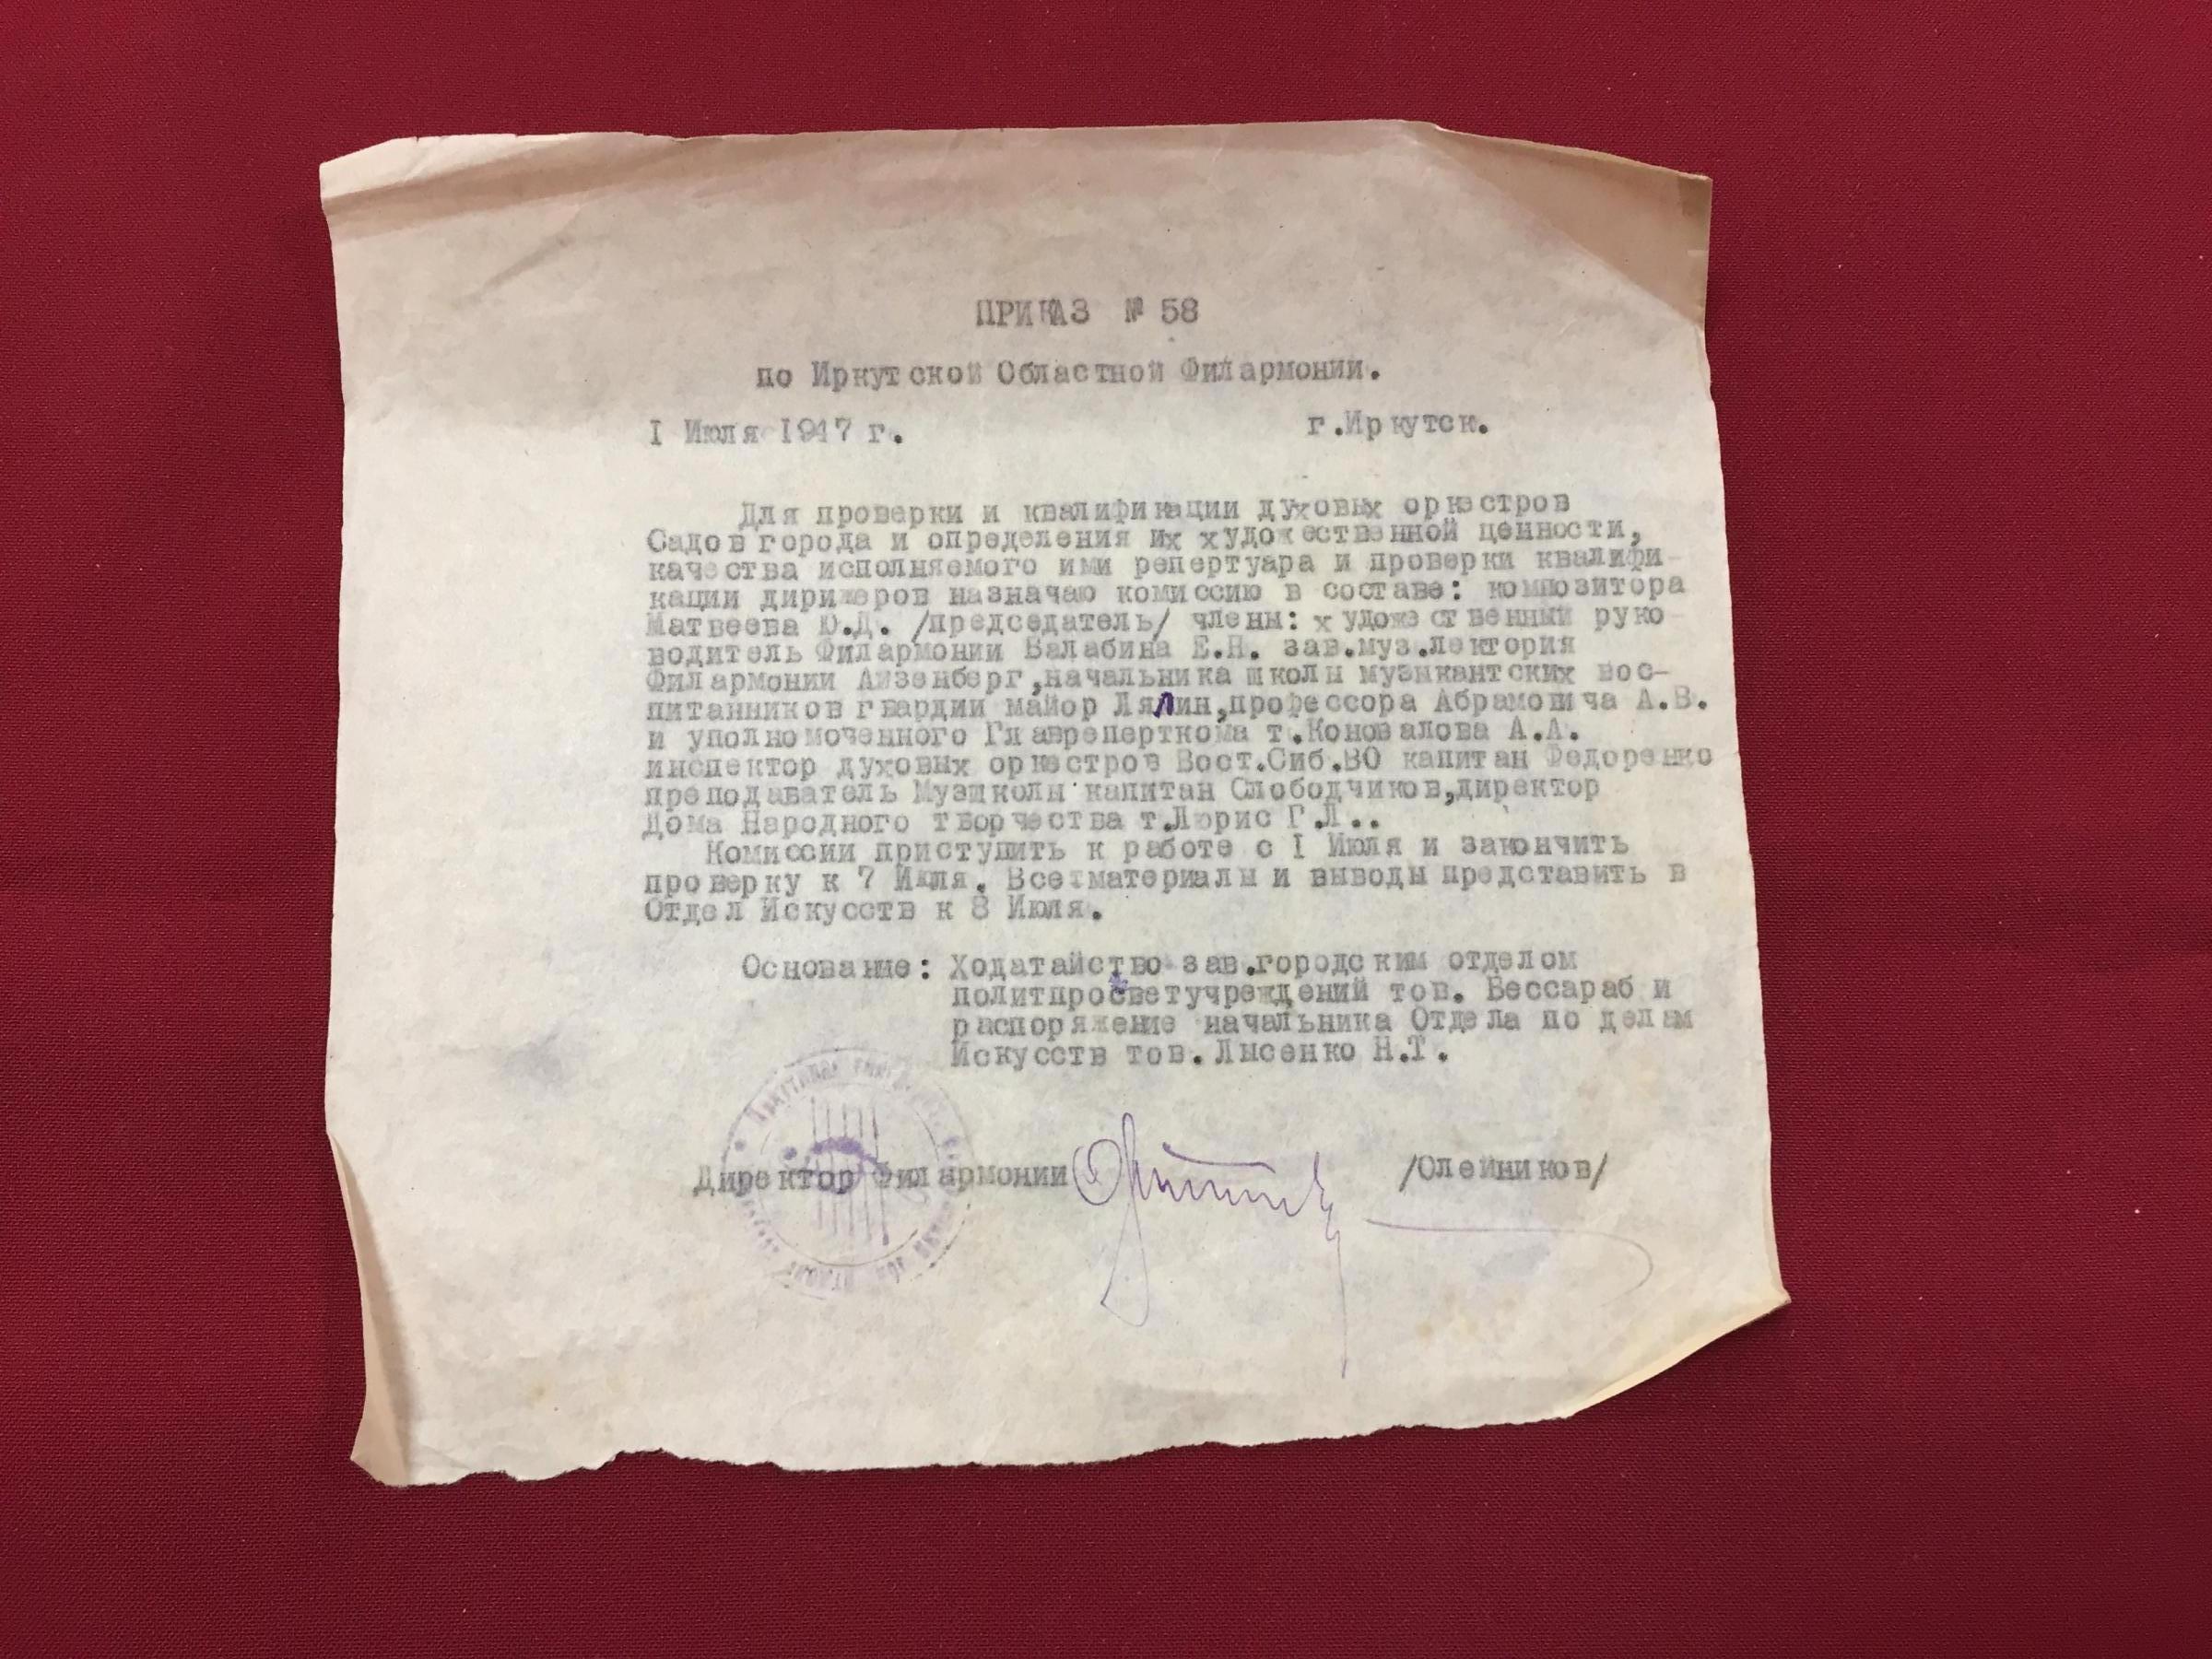 ПРИКАЗ № 58
по Иркутской Областной Филармонии.
I Июля 1947 г. г.Иркутск.
Для проверки и квалификации духовых оркестров
Садов города и определения их художественной ценности,
качества исполняемого ими репертуара и проверки квалифи-
кации дирижеров назначаю комиссию в составе: композитора
Матвеева Ю.Д. /председатель/ члены: художественный руко-
водитель Филармонии Балабина Е.Н. зав.муз.лектория
Филармонии Айзенберг,начальника школы музыкантских вос-
питанников гвардии майор Лялин,профессора Абрамовича А.В.
и уполномоченного Главреперткома т.Коновалова А.А.
инспектор духовых оркестров Вост.Сиб.ВО капитан Федоренко
преподаватель Музшколы капитан Слободчиков,директор
Дома Народного творчества т.Люрис Г.Л..
Комиссии приступить к работе с I Июля и закончить
проверку к 7 Июля. Все материалы и выводы представить в
Отдел Искусств к 8 Июля.
Основание: Ходатайство зав.городским отделом
политпросветучреждений тов. Бессараб и
распоряжение начальника Отдела по делам
Искусств тов. Лысенко Н.Т.
Директор Филармонии /Олейников/